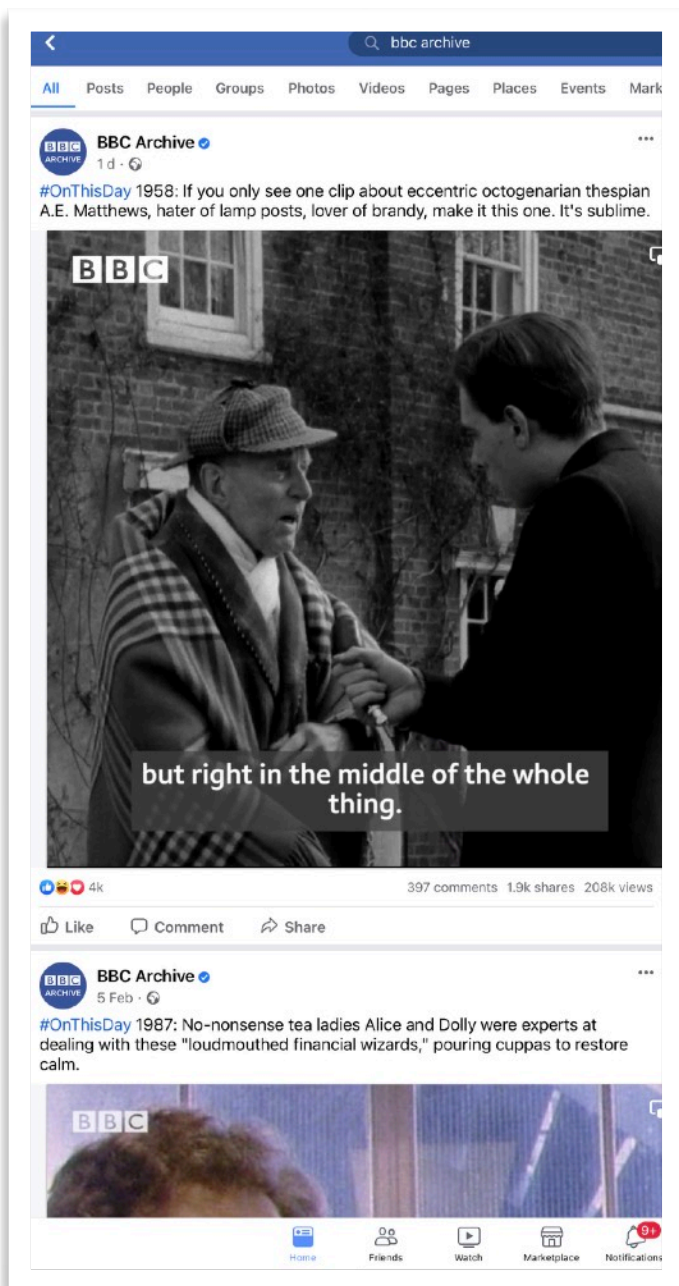 bbc archive
All Posts People Groups Photos Videos Pages Places Events Mark
BBC ARCHIVE
BBC Archive
1 d
#OnThisDay 1958: If you only see one clip about eccentric octogenarian thespian
A.E. Matthews, hater of lamp posts, lover of brandy, make it this one. It's sublime.
BBC
but right in the middle of the whole
thing.
4k 397 comments 1.9k shares 208k views
Like Comment Share
BBC ARCHIVE
BBC Archive
5 Feb
#OnThisDay 1987: No-nonsense tea ladies Alice and Dolly were experts at
dealing with these "loudmouthed financial wizards," pouring cuppas to restore
calm.
BBC
9+
Home Friends Watch Marketplace Notifications